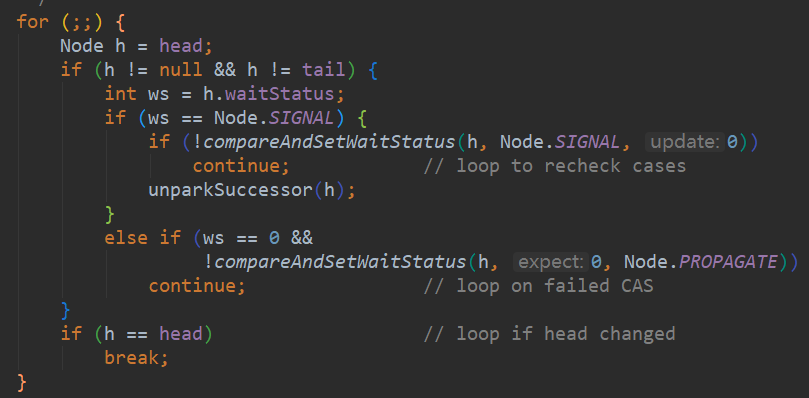 for (;;) {
    Node h = head;
    if (h != null && h != tail) {
        int ws = h.waitStatus;
        if (ws == Node.SIGNAL) {
            if (!compareAndSetWaitStatus(h, Node.SIGNAL, update: 0))
                continue;            // loop to recheck cases
            unparkSuccessor(h);
        }
        else if (ws == 0 &&
                 !compareAndSetWaitStatus(h, expect: 0, Node.PROPAGATE))
            continue;                // loop on failed CAS
    }
    if (h == head)                   // loop if head changed
        break;
}